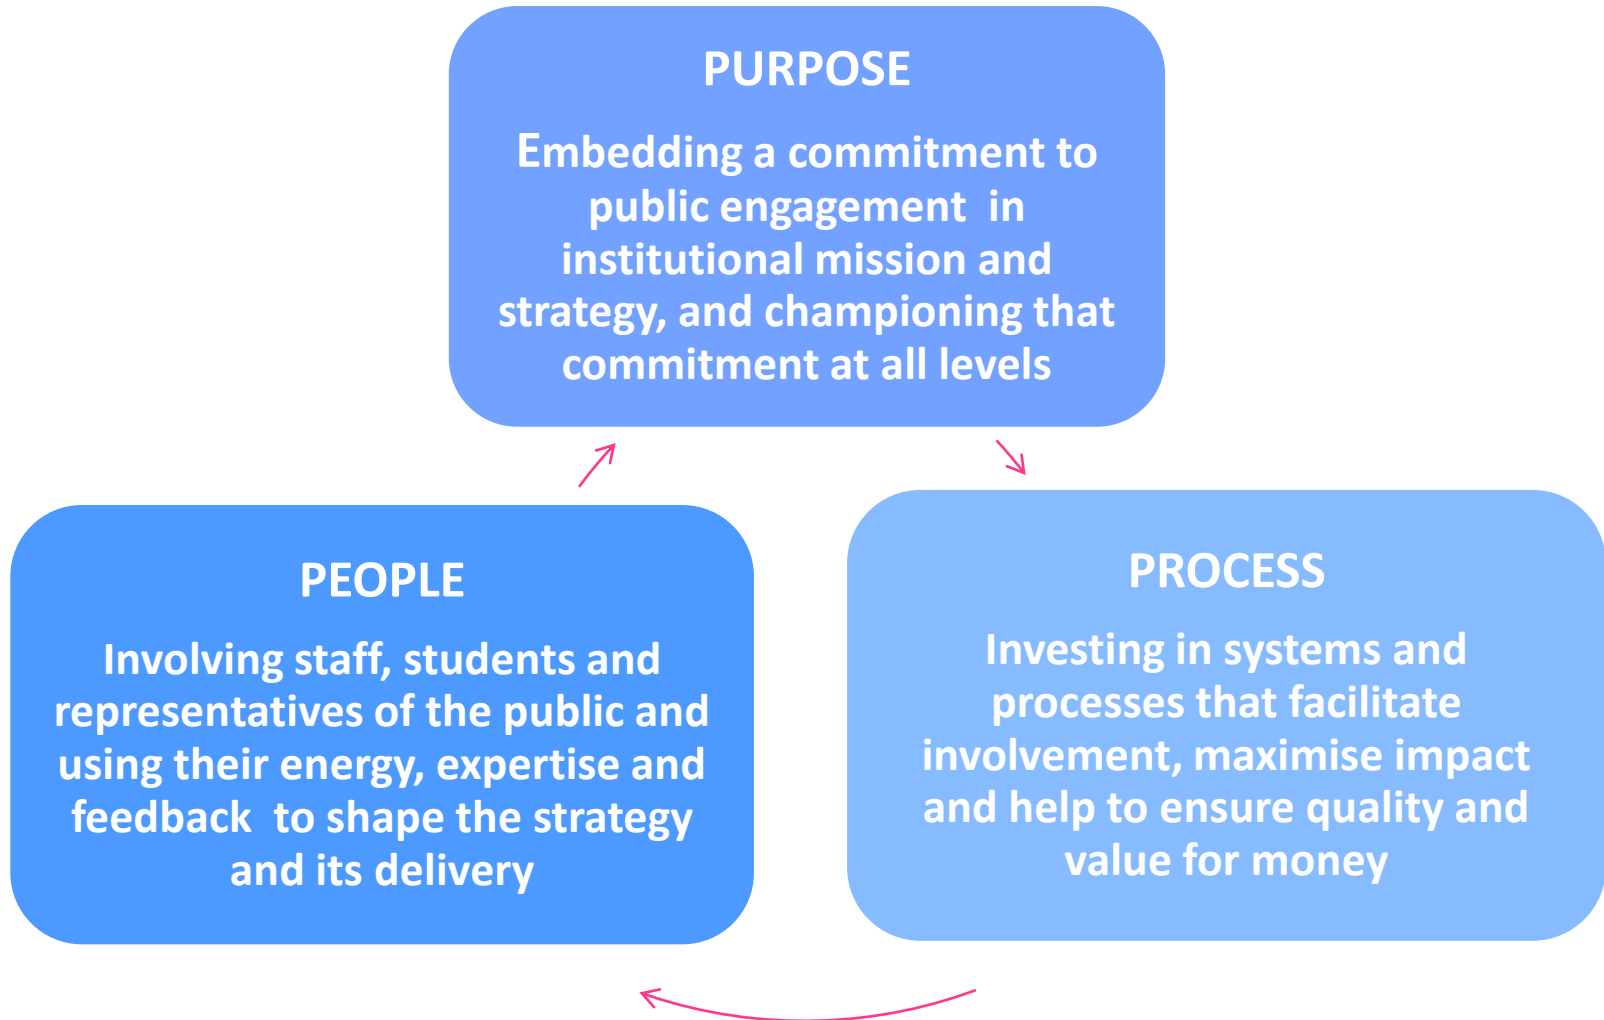 PURPOSE
Embedding a commitment to
public engagement  in
institutional mission and
strategy, and championing that
commitment at all levels
PEOPLE
Involving staff, students and
representatives of the public and
using their energy, expertise and
feedback  to shape the strategy
and its delivery
PROCESS
Investing in systems and
processes that facilitate
involvement, maximise impact
and help to ensure quality and
value for money